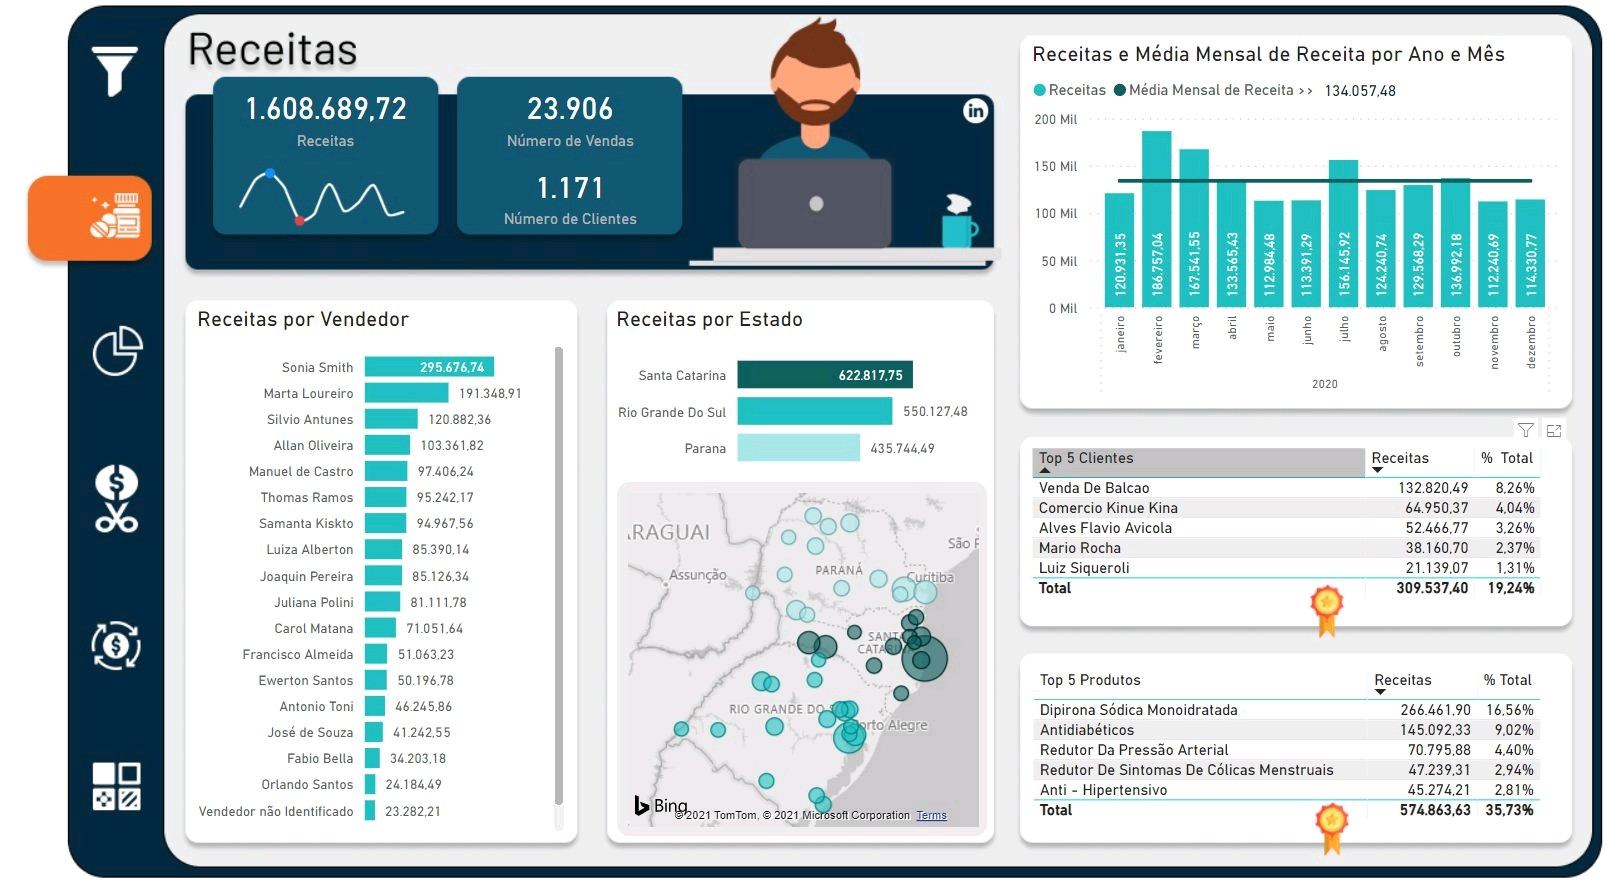 Receitas
1.608.689,72
Receitas
23.906
Número de Vendas
1.171
Número de Clientes
in
Receitas e Média Mensal de Receita por Ano e Mês
Receitas Média Mensal de Receita >> 134.057,48
200 Mil
150 Mil
100 Mil
50 Mil
0 Mil
120.931,35
186.757,04
167.541,55
133.565,43
112.984,48
113.391,29
156.145,92
124.240,74
129.568,29
136.992,18
112.240,69
114.330,77
janeiro
fevereiro
março
abril
maio
junho
julho
agosto
setembro
outubro
novembro
dezembro
2020
Receitas por Vendedor
Sonia Smith 295.676,74
Marta Loureiro 191.348,91
Silvio Antunes 120.882,36
Allan Oliveira 103.361,82
Manuel de Castro 97.406,24
Thomas Ramos 95.242,17
Samanta Kiskto 94.967,56
Luiza Alberton 85.390,14
Joaquin Pereira 85.126,34
Juliana Polini 81.111,78
Carol Matana 71.051,64
Francisco Almeida 51.063,23
Ewerton Santos 50.196,78
Antonio Toni 46.245,86
José de Souza 41.242,55
Fabio Bella 34.203,18
Orlando Santos 24.184,49
Vendedor não Identificado 23.282,21
Receitas por Estado
Santa Catarina 622.817,75
Rio Grande Do Sul 550.127,48
Parana 435.744,49
ARAGUAI
São P
Assunção
PARANÁ
Curitiba
SANTA
CATARIN
RIO GRANDE DO S
orto Alegre
Bing
© 2021 TomTom, © 2021 Microsoft Corporation Terms
Top 5 Clientes Receitas % Total
Venda De Balcao 132.820,49 8,26%
Comercio Kinue Kina 64.950,37 4,04%
Alves Flavio Avicola 52.466,77 3,26%
Mario Rocha 38.160,70 2,37%
Luiz Siqueroli 21.139,07 1,31%
Total 309.537,40 19,24%
Top 5 Produtos Receitas % Total
Dipirona Sódica Monoidratada 266.461,90 16,56%
Antidiabéticos 145.092,33 9,02%
Redutor Da Pressão Arterial 70.795,88 4,40%
Redutor De Sintomas De Cólicas Menstruais 47.239,31 2,94%
Anti - Hipertensivo 45.274,21 2,81%
Total 574.863,63 35,73%